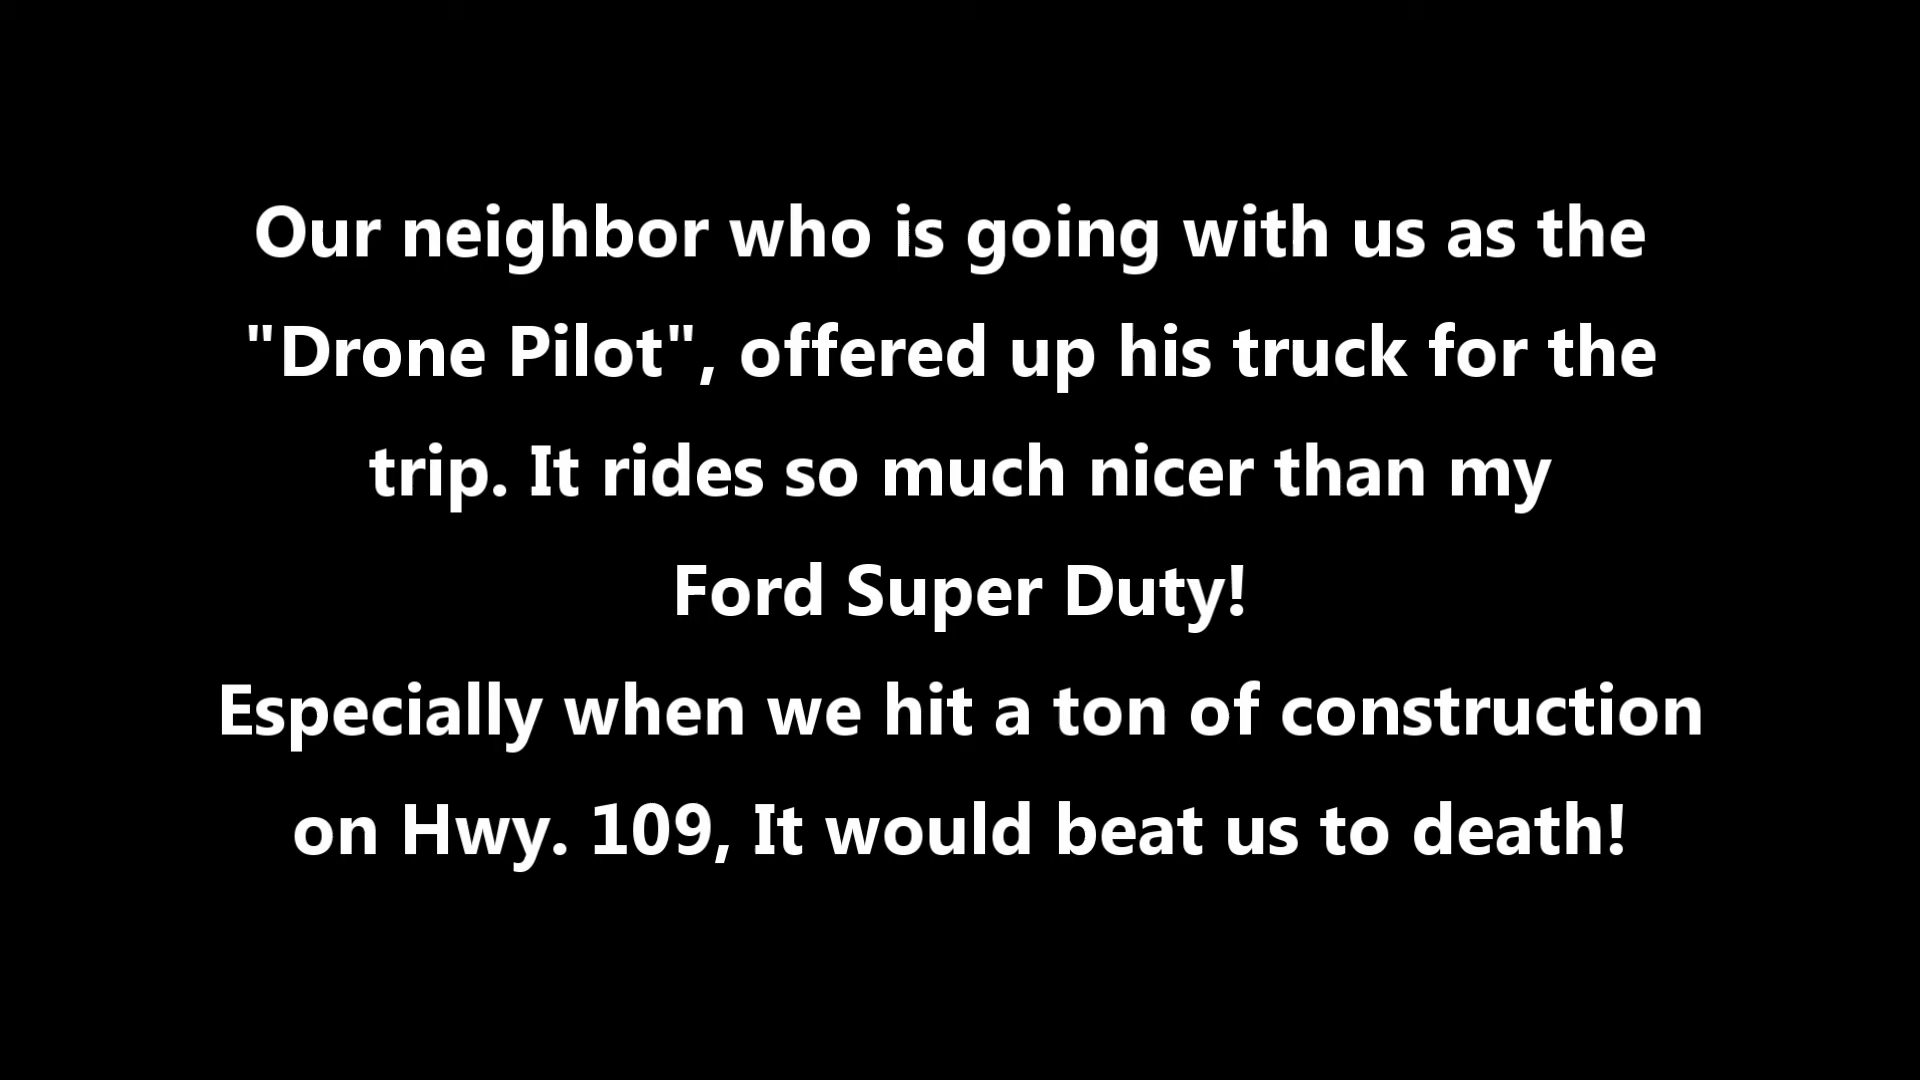 Our neighbor who is going with us as the
"Drone Pilot", offered up his truck for the
trip. It rides so much nicer than my
Ford Super Duty!
Especially when we hit a ton of construction
on Hwy. 109, It would beat us to death!